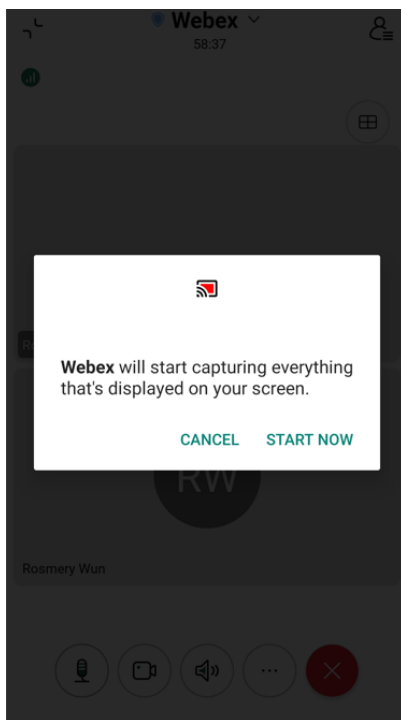 Webex
58:37
Webex will start capturing everything
that's displayed on your screen.
CANCEL START NOW
RW
Rosmery Wun